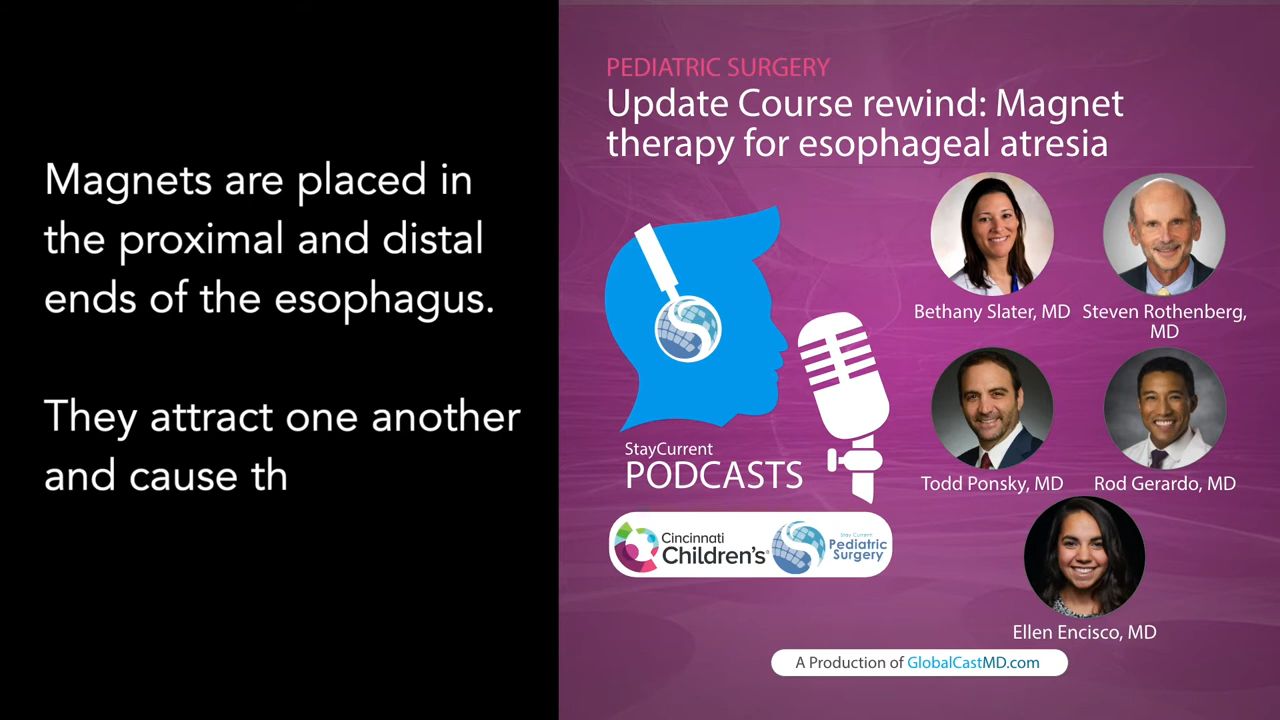 Magnets are placed in
the proximal and distal
ends of the esophagus.
They attract one another
and cause th
PEDIATRIC SURGERY
Update Course rewind: Magnet
therapy for esophageal atresia
Bethany Slater, MD
Steven Rothenberg,
MD
Todd Ponsky, MD
Rod Gerardo, MD
Ellen Encisco, MD
StayCurrent
PODCASTS
Cincinnati
Children's
Stay Current
Pediatric
Surgery
A Production of GlobalCastMD.com